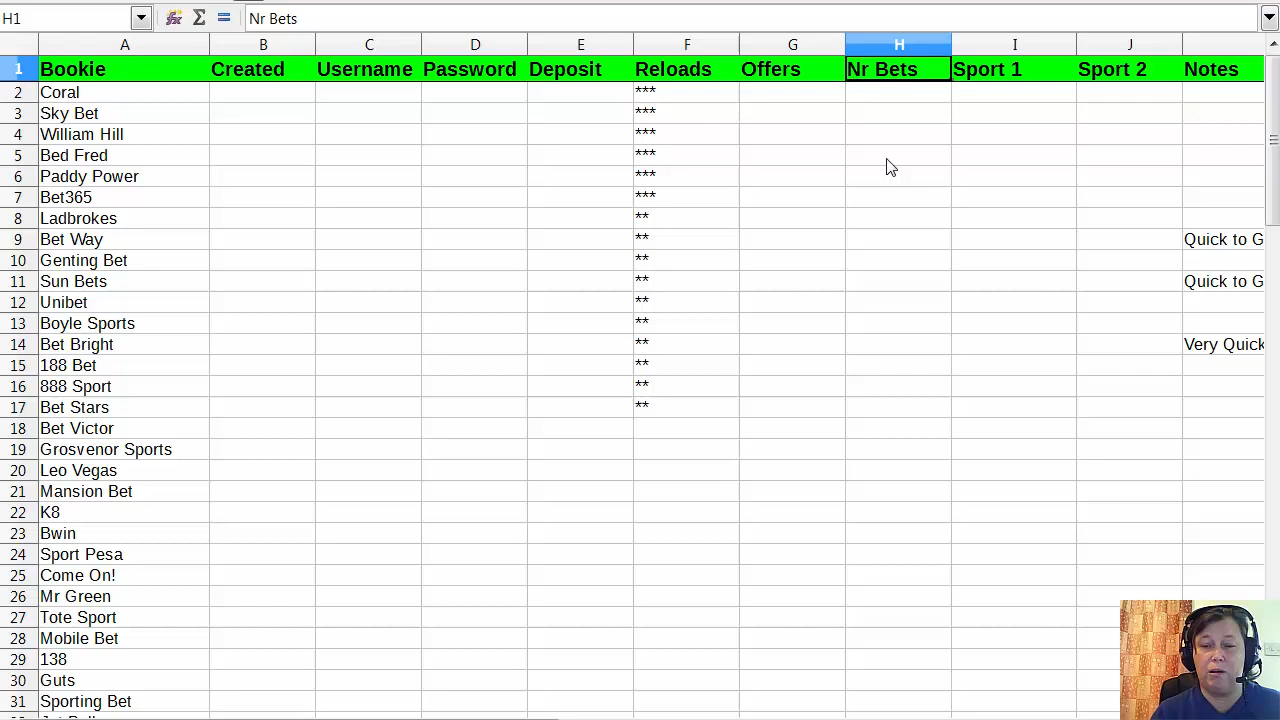 H1 Nr Bets
A B C D E F G H I J
1 Bookie Created Username Password Deposit Reloads Offers Nr Bets Sport 1 Sport 2 Notes
2 Coral ***
3 Sky Bet ***
4 William Hill ***
5 Bed Fred ***
6 Paddy Power ***
7 Bet365 ***
8 Ladbrokes **
9 Bet Way ** Quick to G
10 Genting Bet **
11 Sun Bets ** Quick to G
12 Unibet **
13 Boyle Sports **
14 Bet Bright ** Very Quick
15 188 Bet **
16 888 Sport **
17 Bet Stars **
18 Bet Victor
19 Grosvenor Sports
20 Leo Vegas
21 Mansion Bet
22 K8
23 Bwin
24 Sport Pesa
25 Come On!
26 Mr Green
27 Tote Sport
28 Mobile Bet
29 138
30 Guts
31 Sporting Bet